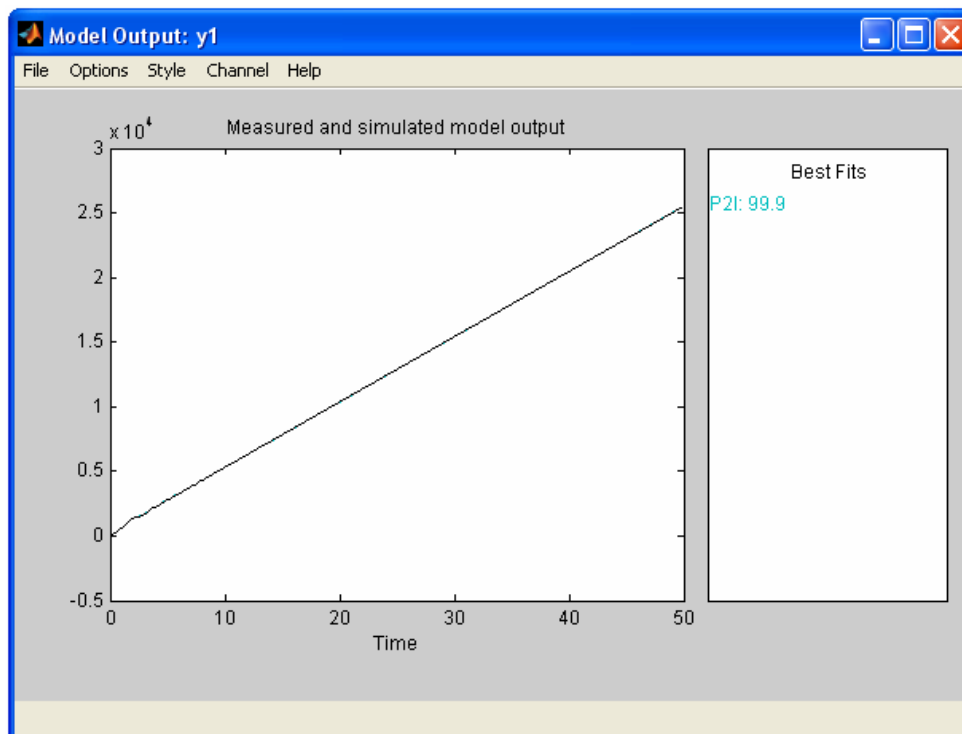 Model Output: y1
File Options Style Channel Help
x 10^4
Measured and simulated model output
3
2.5
2
1.5
1
0.5
0
-0.5
0 10 20 30 40 50
Time
Best Fits
P2I: 99.9